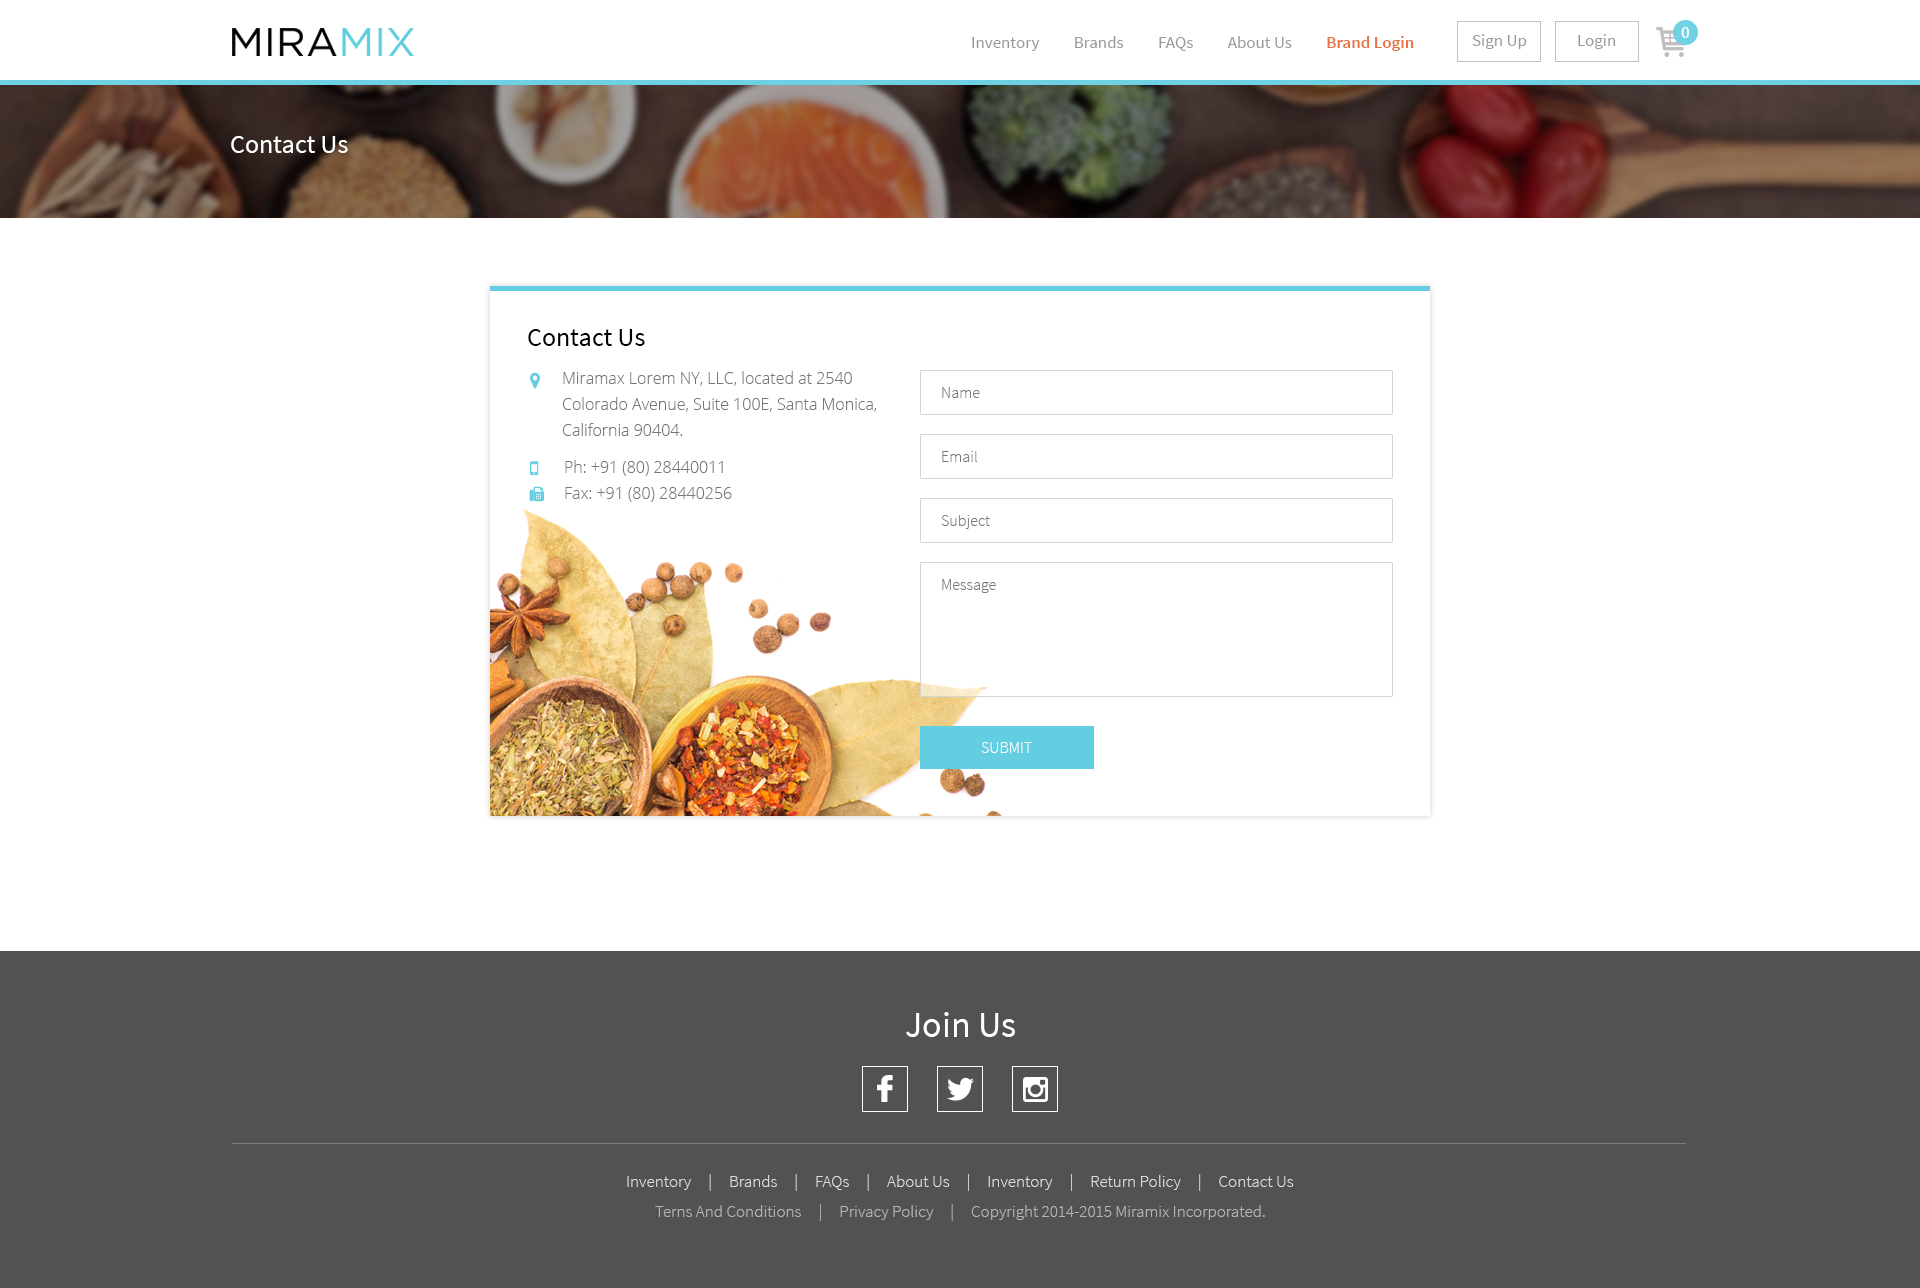 MIRAMIX
Inventory Brands FAQs About Us Brand Login Sign Up Login 0
Contact Us
Contact Us
Miramax Lorem NY, LLC, located at 2540
Colorado Avenue, Suite 100E, Santa Monica,
California 90404.
Ph: +91 (80) 28440011
Fax: +91 (80) 28440256
Name
Email
Subject
Message
SUBMIT
Join Us
Inventory | Brands | FAQs | About Us | Inventory | Return Policy | Contact Us
Terns And Conditions | Privacy Policy | Copyright 2014-2015 Miramix Incorporated.